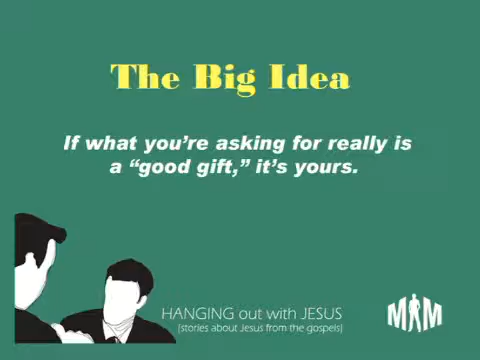 The Big Idea
If what you're asking for really is
a “good gift,” it's yours.
HANGING out with JESUS
(stories about Jesus from the gospels)
MM